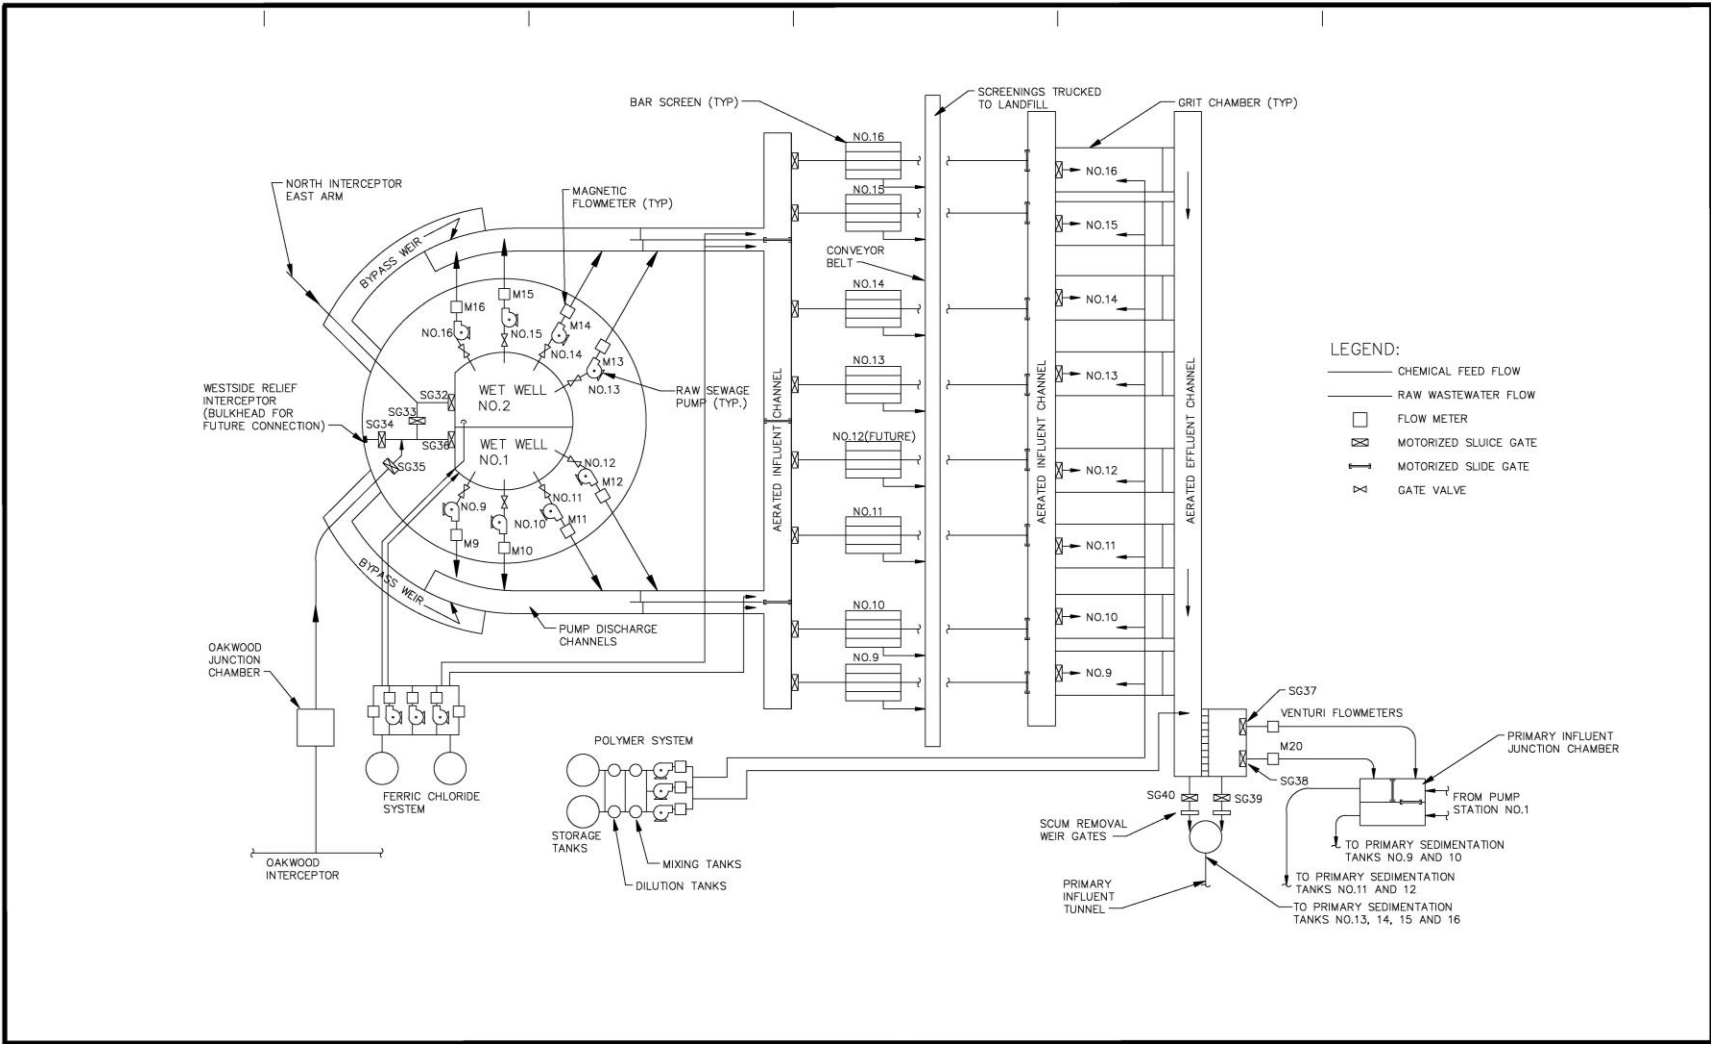 BAR SCREEN (TYP)
SCREENINGS TRUCKED
TO LANDFILL
GRIT CHAMBER (TYP)
NORTH INTERCEPTOR
EAST ARM
MAGNETIC
FLOWMETER (TYP)
BYPASS WEIR
M16
M15
M14
M13
NO.16
NO.15
NO.14
NO.13
WET WELL
NO.2
RAW SEWAGE
PUMP (TYP.)
WESTSIDE RELIEF
INTERCEPTOR
(BULKHEAD FOR
FUTURE CONNECTION)
SG32
SG33
SG34
SG36
SG35
WET WELL
NO.1
NO.12
M12
NO.11
M11
NO.10
M10
NO.9
M9
BYPASS WEIR
PUMP DISCHARGE
CHANNELS
OAKWOOD
JUNCTION
CHAMBER
FERRIC CHLORIDE
SYSTEM
OAKWOOD
INTERCEPTOR
AERATED INFLUENT CHANNEL
NO.16
NO.15
CONVEYOR
BELT
NO.14
NO.13
NO.12(FUTURE)
NO.11
NO.10
NO.9
AERATED INFLUENT CHANNEL
NO.16
NO.15
NO.14
NO.13
NO.12
NO.11
NO.10
NO.9
AERATED EFFLUENT CHANNEL
LEGEND:
CHEMICAL FEED FLOW
RAW WASTEWATER FLOW
FLOW METER
MOTORIZED SLUICE GATE
MOTORIZED SLIDE GATE
GATE VALVE
POLYMER SYSTEM
STORAGE
TANKS
MIXING TANKS
DILUTION TANKS
SG37
VENTURI FLOWMETERS
M20
SG38
PRIMARY INFLUENT
JUNCTION CHAMBER
SG40
SG39
FROM PUMP
STATION NO.1
SCUM REMOVAL
WEIR GATES
TO PRIMARY SEDIMENTATION
TANKS NO.9 AND 10
TO PRIMARY SEDIMENTATION
TANKS NO.11 AND 12
PRIMARY
INFLUENT
TUNNEL
TO PRIMARY SEDIMENTATION
TANKS NO.13, 14, 15 AND 16